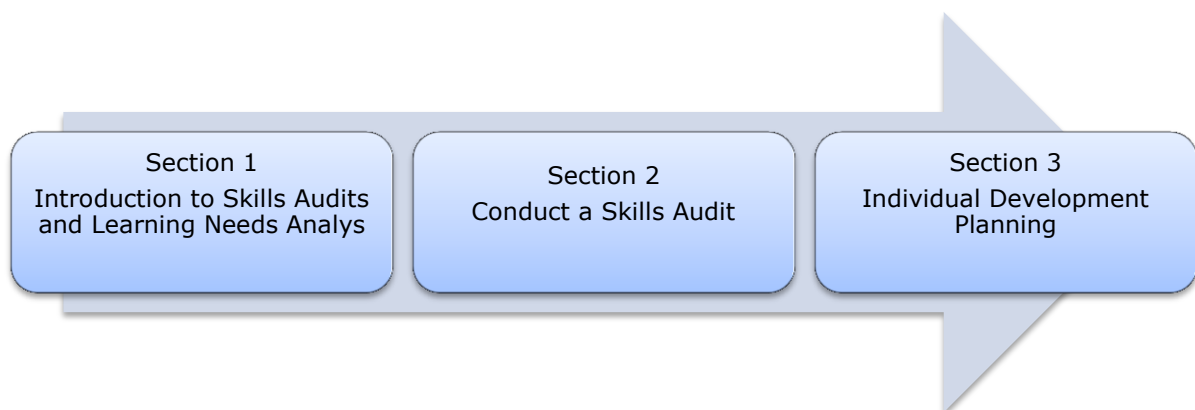 Section 1
Introduction to Skills Audits
and Learning Needs Analys
Section 2
Conduct a Skills Audit
Section 3
Individual Development
Planning